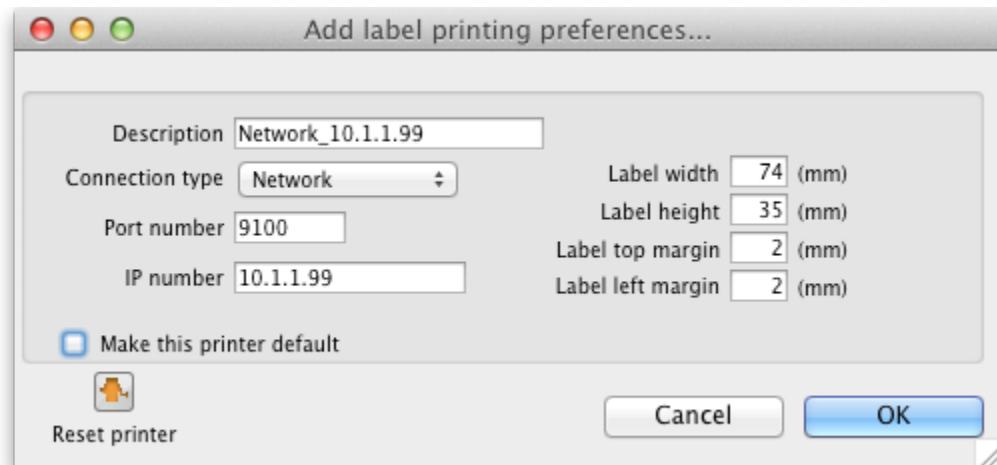 Add label printing preferences...
Description Network_10.1.1.99
Connection type Network
Port number 9100
IP number 10.1.1.99
Label width 74 (mm)
Label height 35 (mm)
Label top margin 2 (mm)
Label left margin 2 (mm)
Make this printer default
Reset printer
Cancel OK